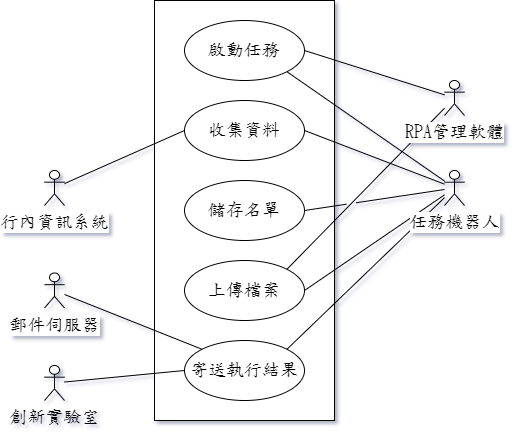 啟動任務
收集資料
儲存名單
上傳檔案
寄送執行結果
行內資訊系統
郵件伺服器
創新實驗室
RPA管理軟體
任務機器人